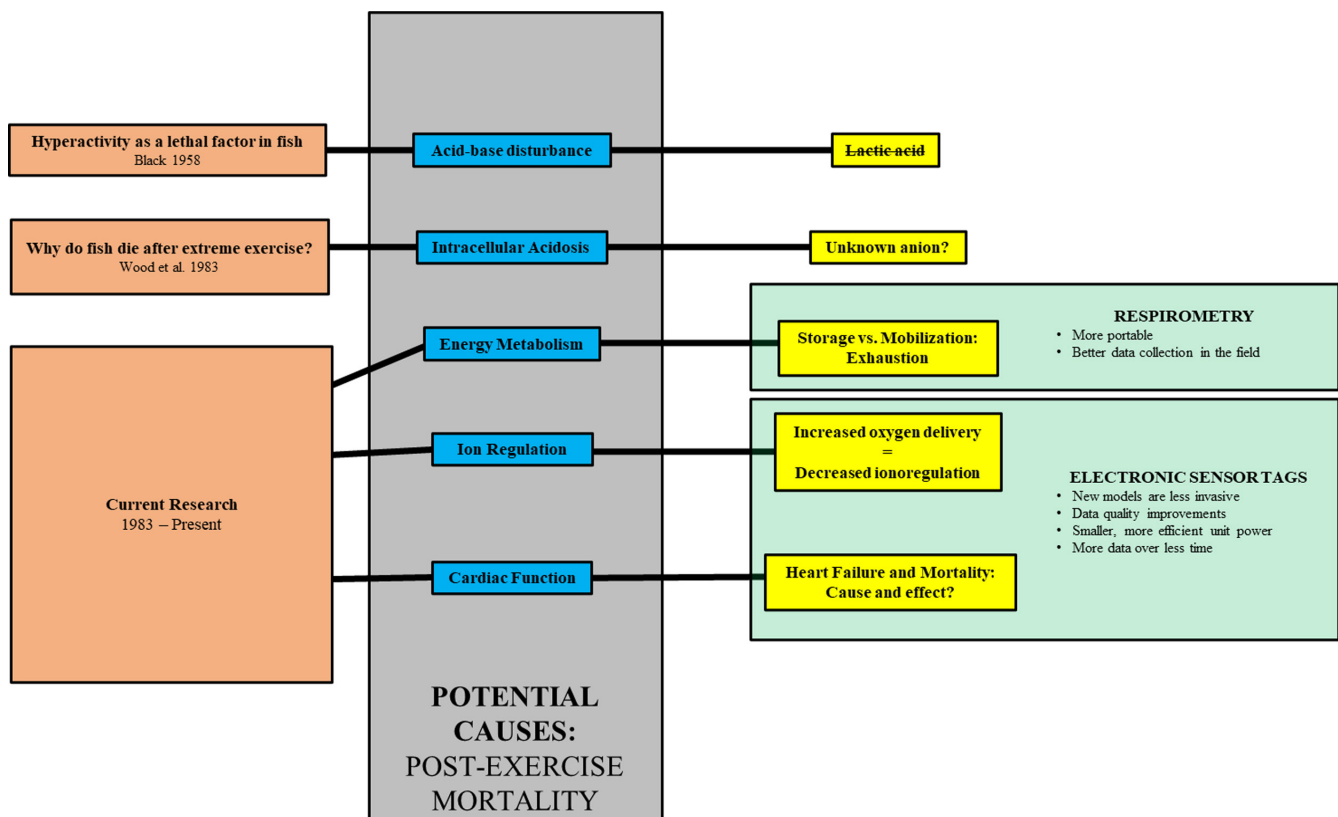 Hyperactivity as a lethal factor in fish
Black 1958
Acid-base disturbance
Lactic acid
Why do fish die after extreme exercise?
Wood et al. 1983
Intracellular Acidosis
Unknown anion?
Current Research
1983 – Present
Energy Metabolism
Storage vs. Mobilization:
Exhaustion
RESPIROMETRY
• More portable
• Better data collection in the field
Ion Regulation
Increased oxygen delivery
=
Decreased ionoregulation
Cardiac Function
Heart Failure and Mortality:
Cause and effect?
ELECTRONIC SENSOR TAGS
• New models are less invasive
• Data quality improvements
• Smaller, more efficient unit power
• More data over less time
POTENTIAL
CAUSES:
POST-EXERCISE
MORTALITY